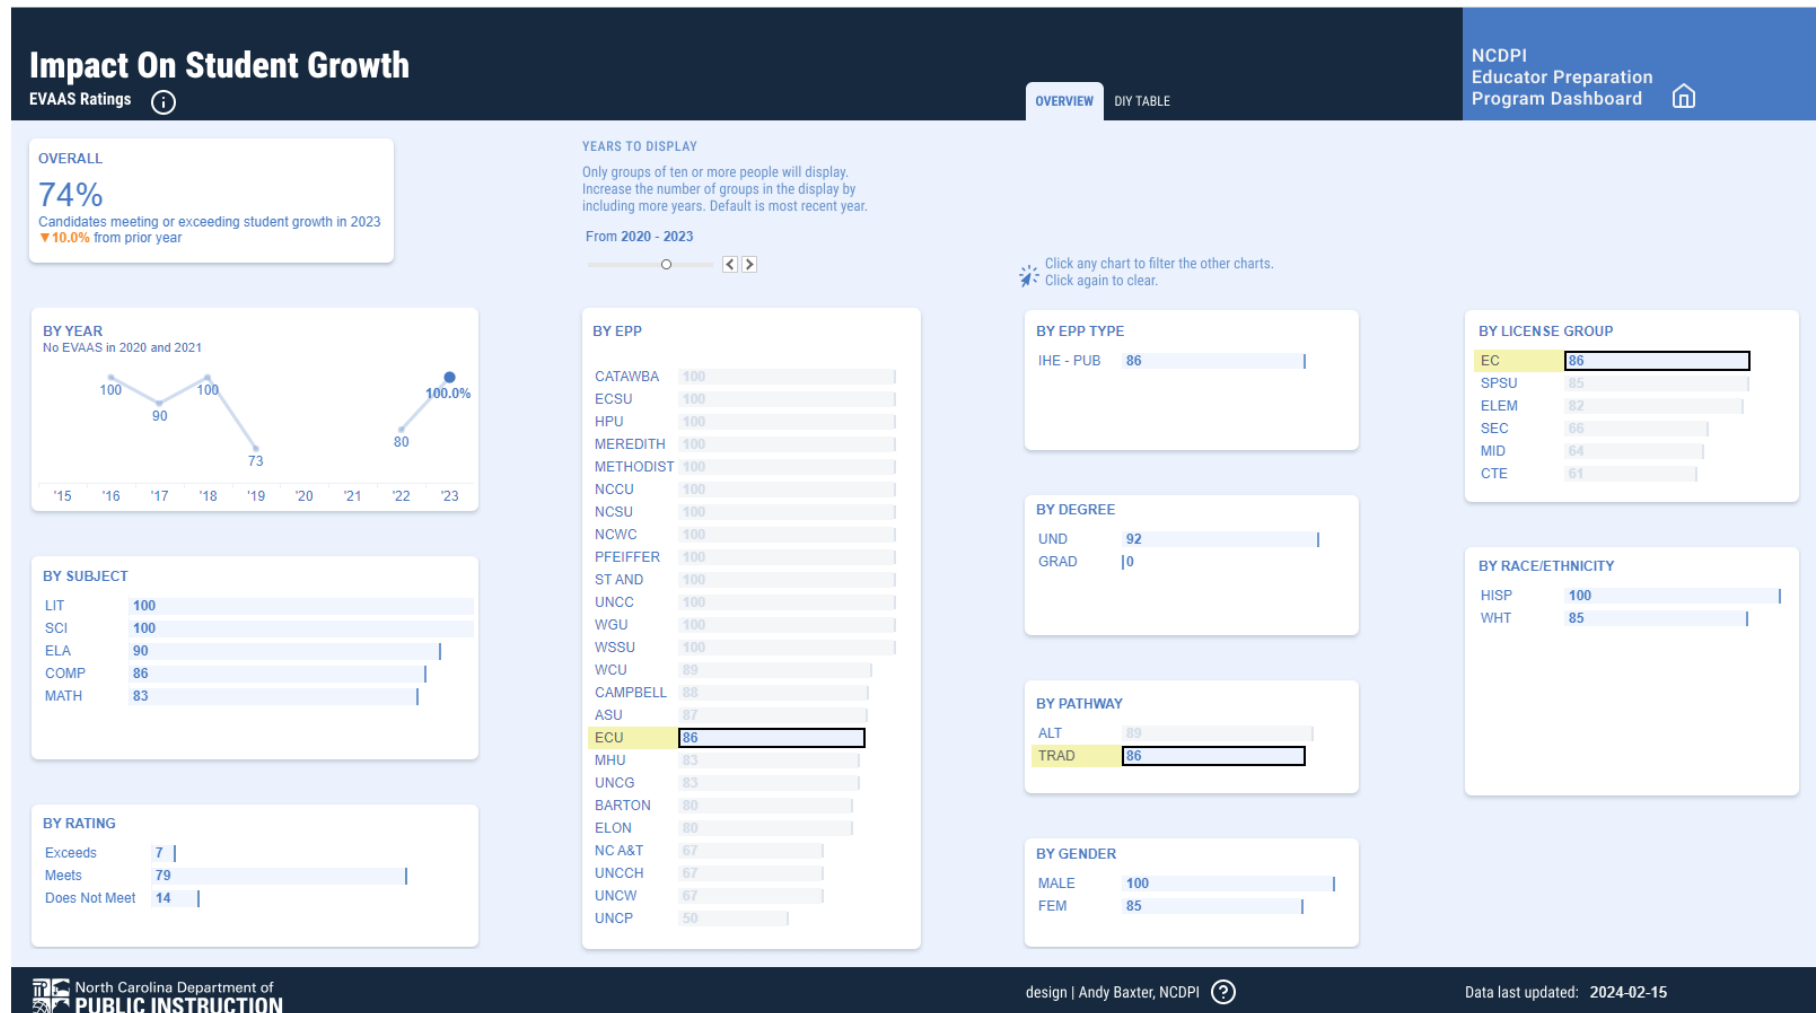 Impact On Student Growth
EVAAS Ratings
i
OVERVIEW
DIY TABLE
NCDPI
Educator Preparation
Program Dashboard
OVERALL
74%
Candidates meeting or exceeding student growth in 2023
▼10.0% from prior year
YEARS TO DISPLAY
Only groups of ten or more people will display.
Increase the number of groups in the display by
including more years. Default is most recent year.
From 2020 - 2023
Click any chart to filter the other charts.
Click again to clear.
BY YEAR
No EVAAS in 2020 and 2021
100
90
100
73
80
100.0%
'15 '16 '17 '18 '19 '20 '21 '22 '23
BY SUBJECT
LIT 100
SCI 100
ELA 90
COMP 86
MATH 83
BY RATING
Exceeds 7
Meets 79
Does Not Meet 14
BY EPP
CATAWBA 100
ECSU 100
HPU 100
MEREDITH 100
METHODIST 100
NCCU 100
NCSU 100
NCWC 100
PFEIFFER 100
ST AND 100
UNCC 100
WGU 100
WSSU 100
WCU 89
CAMPBELL 88
ASU 87
ECU 86
MHU 83
UNCG 83
BARTON 80
ELON 80
NC A&T 67
UNCCH 67
UNCW 67
UNCP 50
BY EPP TYPE
IHE - PUB 86
BY DEGREE
UND 92
GRAD 0
BY PATHWAY
ALT 89
TRAD 86
BY GENDER
MALE 100
FEM 85
BY LICENSE GROUP
EC 86
SPSU 85
ELEM 82
SEC 66
MID 64
CTE 61
BY RACE/ETHNICITY
HISP 100
WHT 85
North Carolina Department of
PUBLIC INSTRUCTION
design | Andy Baxter, NCDPI ?
Data last updated: 2024-02-15